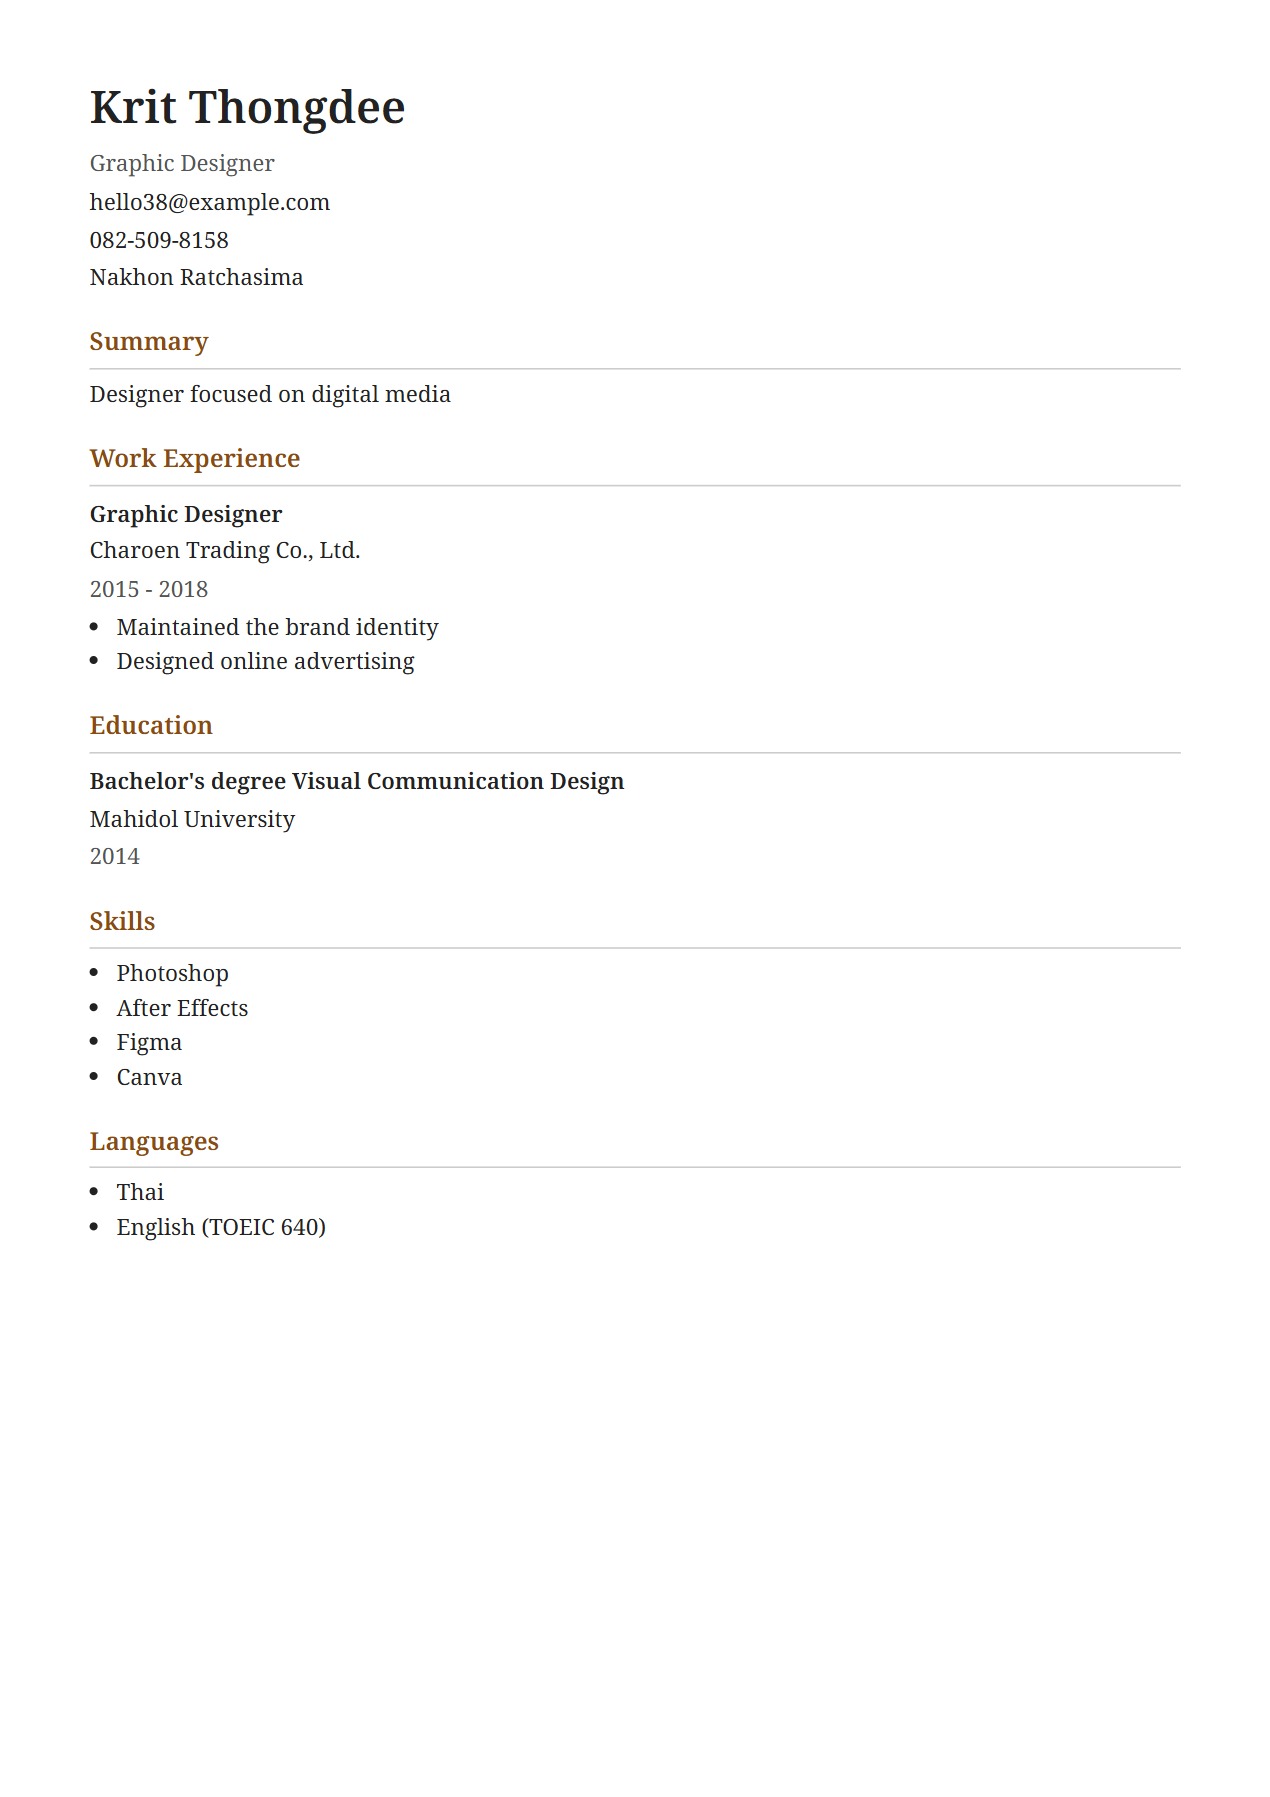 Krit Thongdee
Graphic Designer
hello38@example.com
082-509-8158
Nakhon Ratchasima
Summary
Designer focused on digital media
Work Experience
Graphic Designer
Charoen Trading Co., Ltd.
2015 - 2018
• Maintained the brand identity
• Designed online advertising
Education
Bachelor's degree Visual Communication Design
Mahidol University
2014
Skills
• Photoshop
• After Effects
• Figma
• Canva
Languages
• Thai
• English (TOEIC 640)